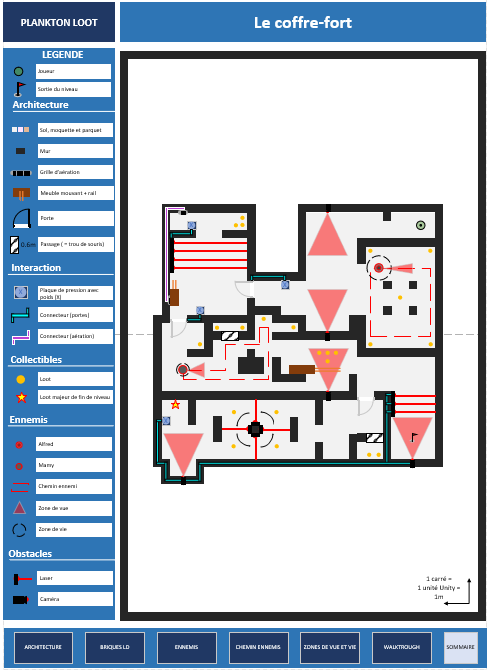 PLANKTON LOOT
Le coffre-fort
LEGENDE
Joueur
Sortie du niveau
Architecture
Sol, moquette et parquet
Mur
Grille d'aération
Meuble mouvant + rail
Porte
0.6m
Passage ( = trou de souris)
Interaction
Plaque de pression avec
poids (X)
Connecteur (portes)
Connecteur (aération)
Collectibles
Loot
Loot majeur de fin de niveau
Ennemis
Alfred
Mamy
Chemin ennemi
Zone de vue
Zone de vie
Obstacles
Laser
Caméra
1 carré =
1 unité Unity =
1m
ARCHITECTURE
BRIQUES LD
ENNEMIS
CHEMIN ENNEMIS
ZONES DE VUE ET VIE
WALKTROUGH
SOMMAIRE